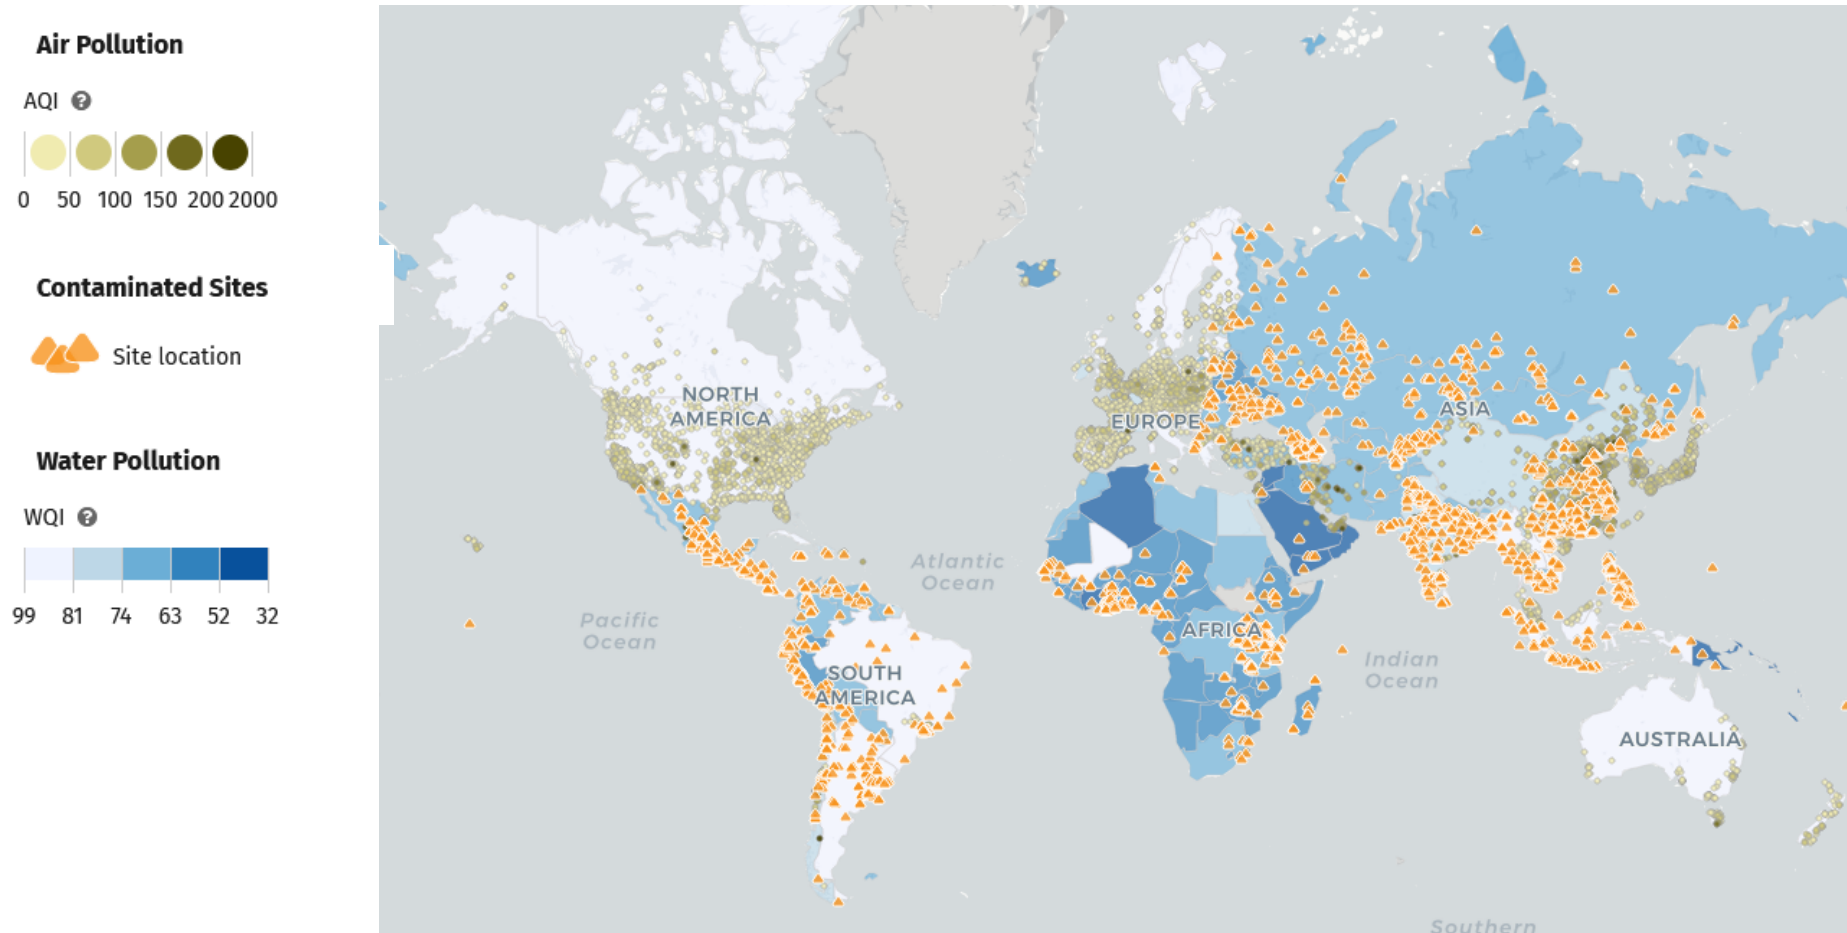 Air Pollution
AQI ?
0 50 100 150 200 2000
Contaminated Sites
Site location
Water Pollution
WQI ?
99 81 74 63 52 32
NORTH
AMERICA
EUROPE
ASIA
Atlantic
Ocean
Pacific
Ocean
AFRICA
SOUTH
AMERICA
Indian
Ocean
AUSTRALIA
Southern